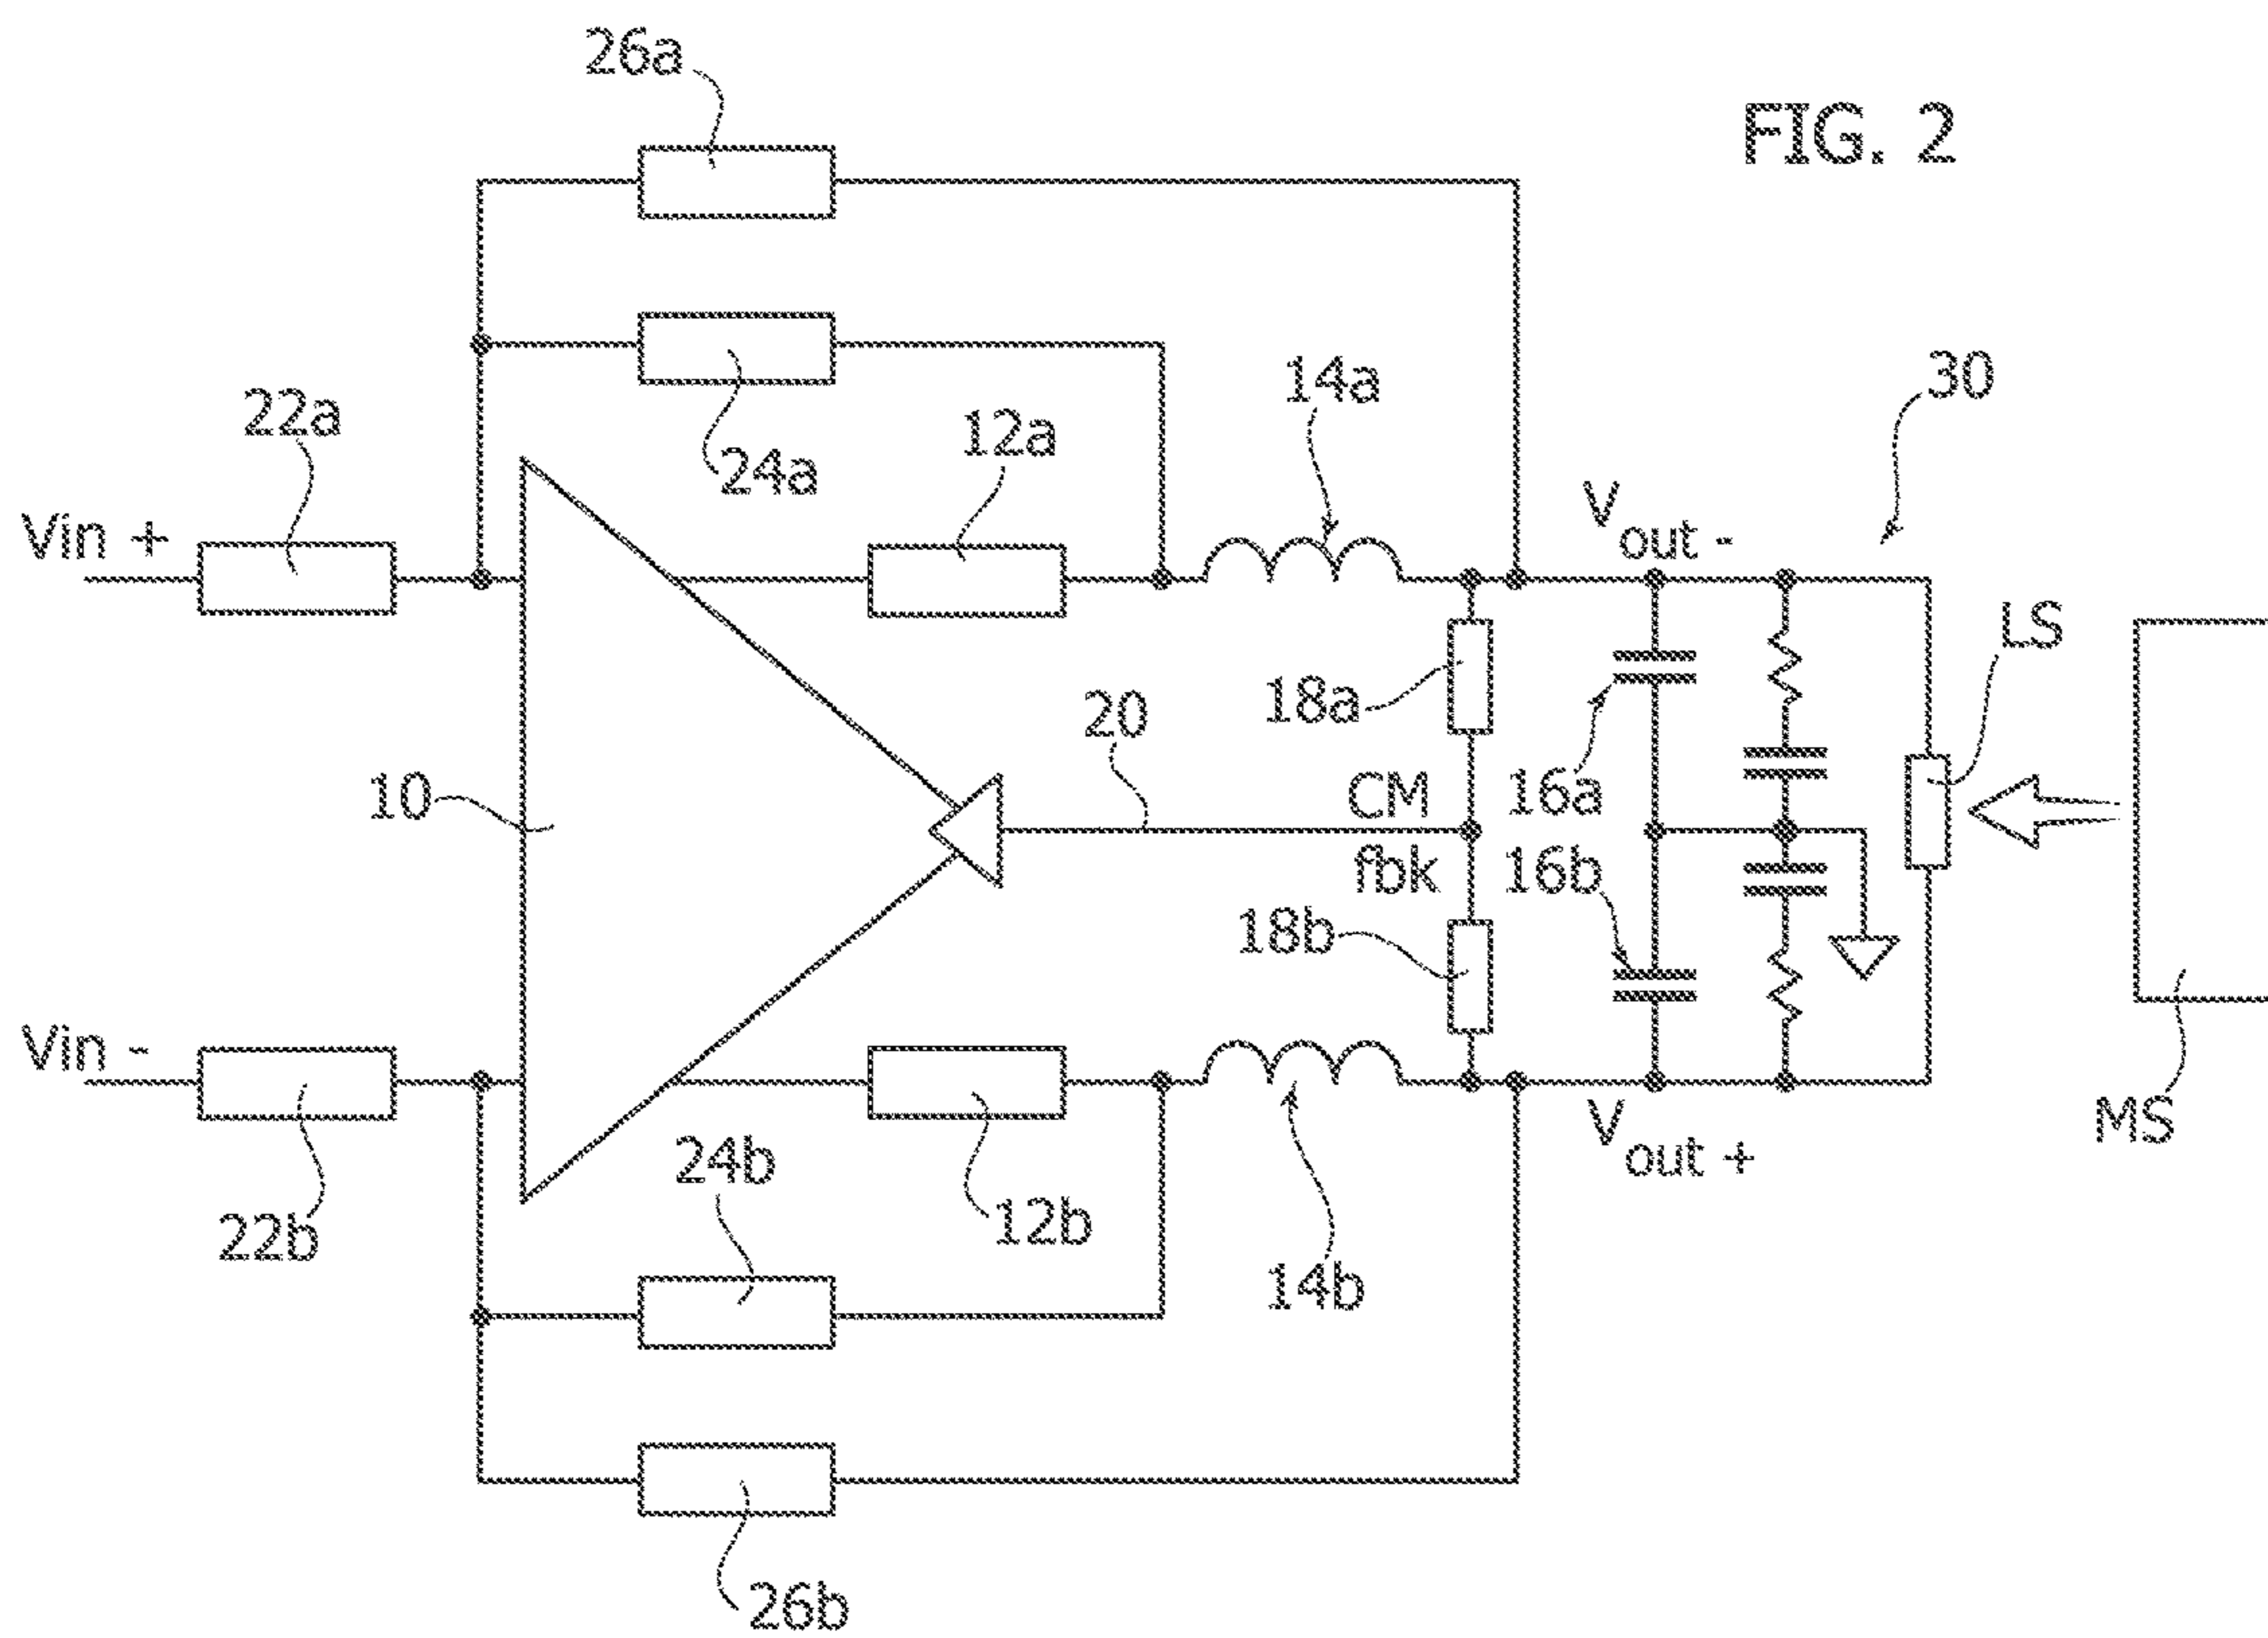 26a
FIG. 2
14a
30
22a
12a
24a
Vin +
Vout -
LS
18a
20
10
CM
16a
fbk
16b
18b
Vin -
MS
Vout +
24b
12b
22b
14b
26b